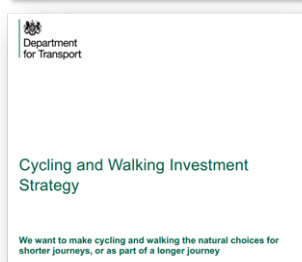 Department
for Transport
Cycling and Walking Investment
Strategy
We want to make cycling and walking the natural choices for
shorter journeys, or as part of a longer journey